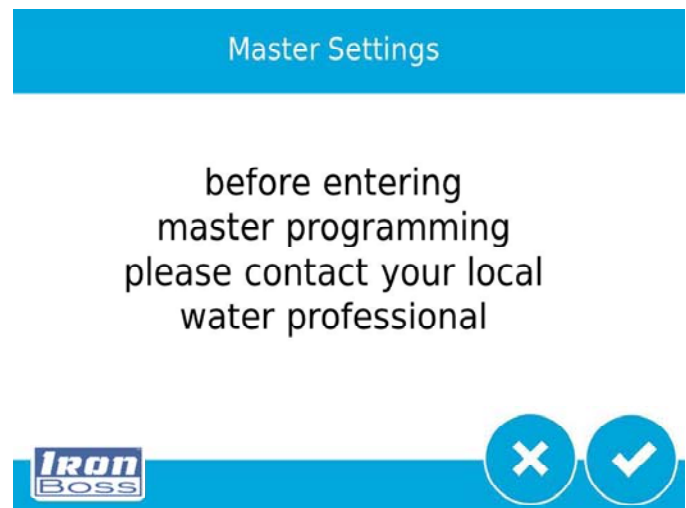 Master Settings
before entering
master programming
please contact your local
water professional
IRON
BOSS